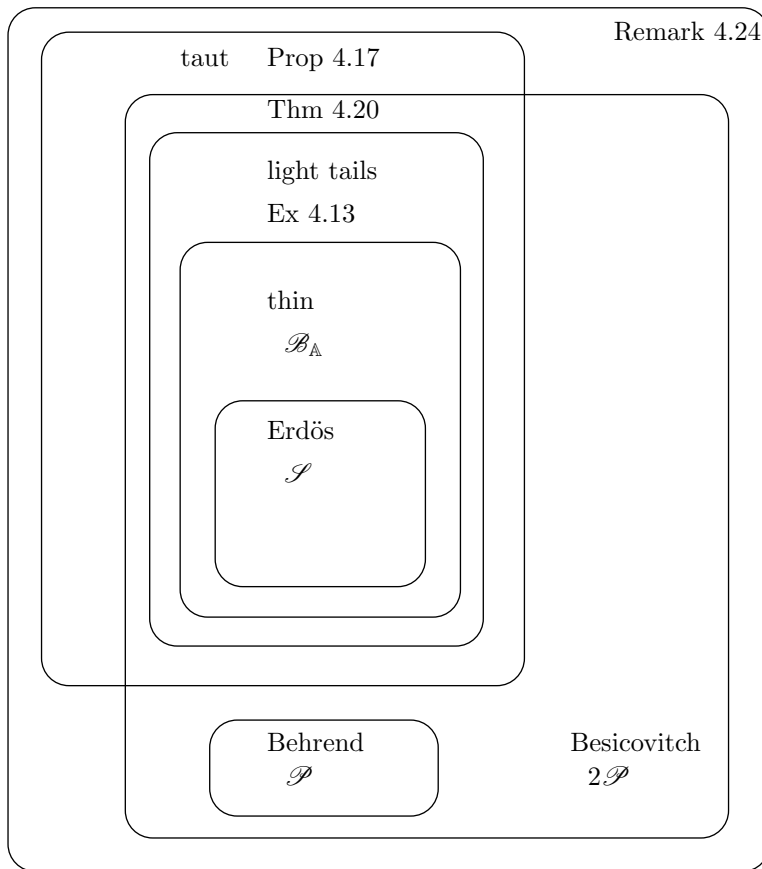 Remark 4.24
taut Prop 4.17
Thm 4.20
light tails
Ex 4.13
thin
ℬ_𝔸
Erdös
𝒮
Behrend Besicovitch
𝒫 2𝒫